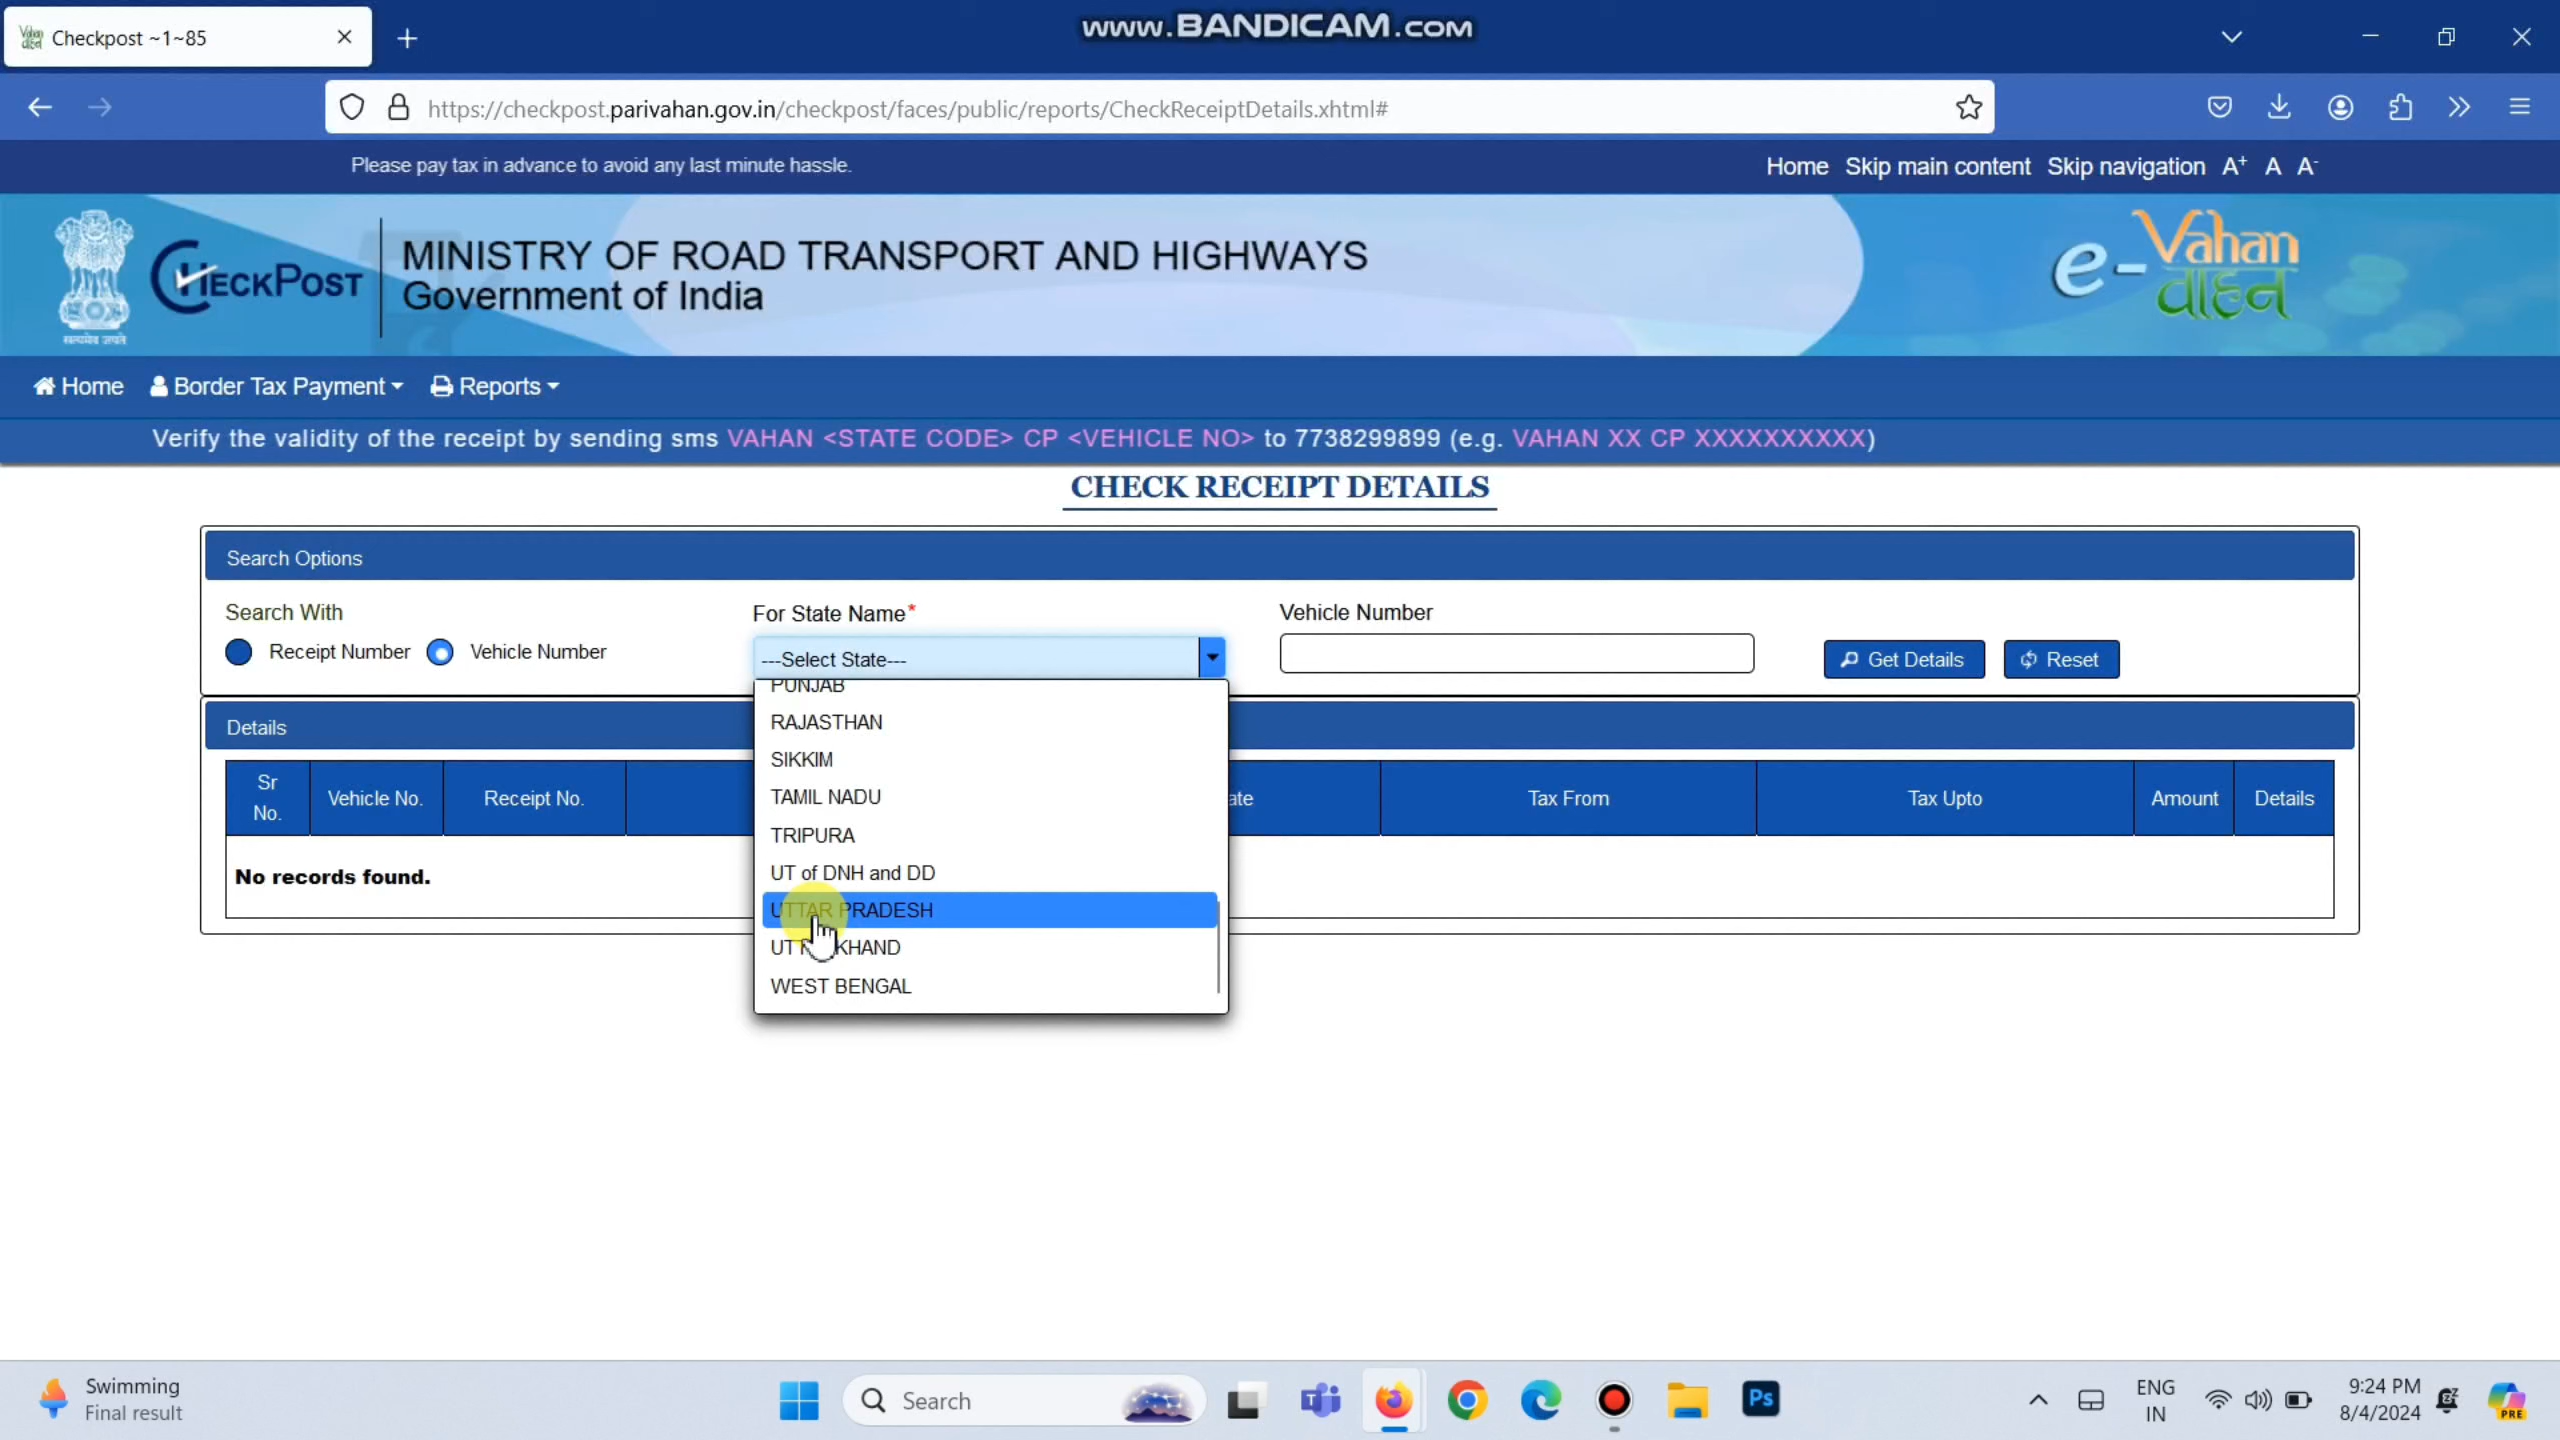 Checkpost ~1~85
www.BANDICAM.com
https://checkpost.parivahan.gov.in/checkpost/faces/public/reports/CheckReceiptDetails.xhtml#
Please pay tax in advance to avoid any last minute hassle.
Home Skip main content Skip navigation A+ A A-
सत्यमेव जयते
CHECKPOST
MINISTRY OF ROAD TRANSPORT AND HIGHWAYS
Government of India
e-Vahan
वाहन
Home Border Tax Payment Reports
Verify the validity of the receipt by sending sms VAHAN <STATE CODE> CP <VEHICLE NO> to 7738299899 (e.g. VAHAN XX CP XXXXXXXXXX)
CHECK RECEIPT DETAILS
Search Options
Search With
Receipt Number Vehicle Number
For State Name*
---Select State---
Vehicle Number
Get Details Reset
PUNJAB
RAJASTHAN
SIKKIM
TAMIL NADU
TRIPURA
UT of DNH and DD
UTTAR PRADESH
WEST BENGAL
Details
Sr No. Vehicle No. Receipt No. Tax From Tax Upto Amount Details
No records found.
Swimming
Final result
Search
Ps
ENG
IN
9:24 PM
8/4/2024
PRE